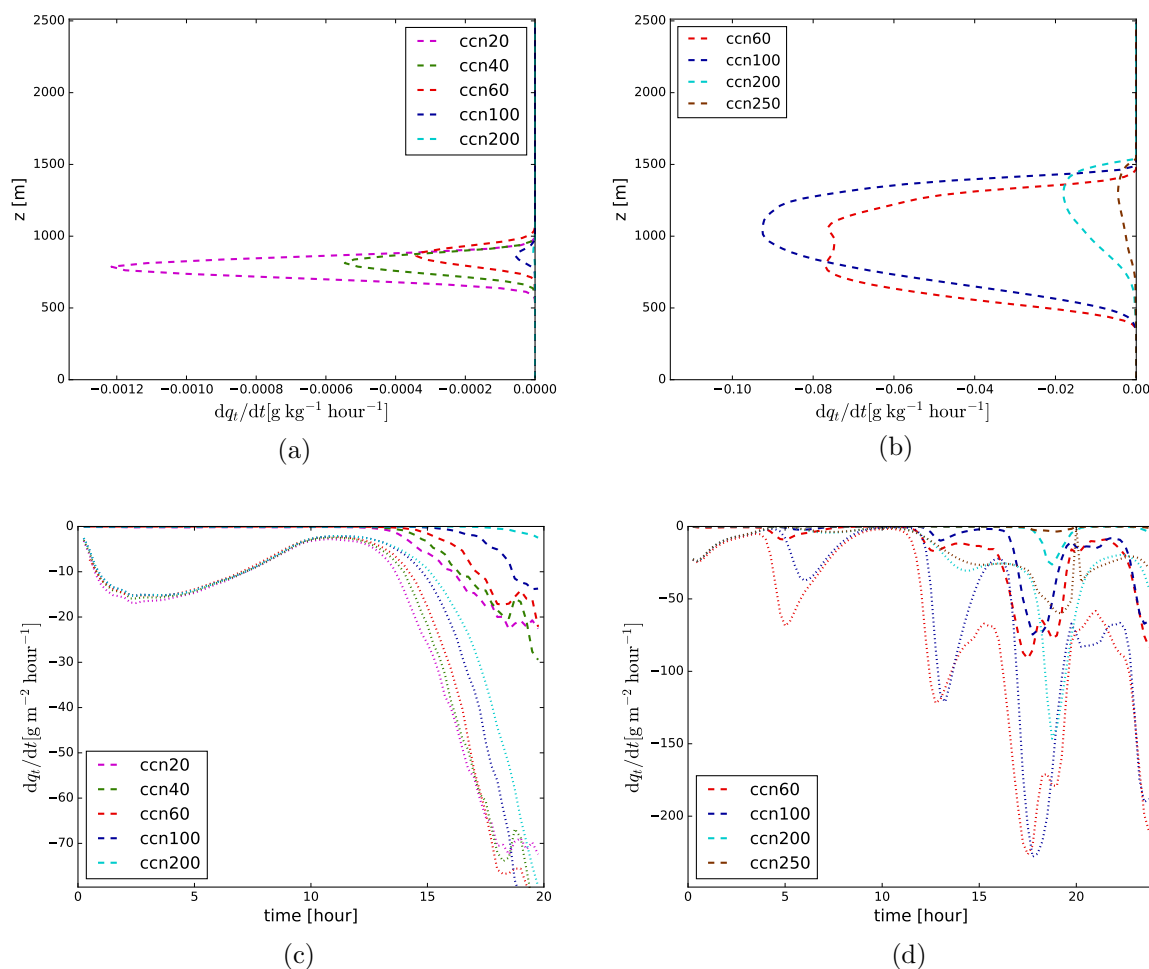 2500
2000
1500
1000
500
0
z [m]
−0.0012 −0.0010 −0.0008 −0.0006 −0.0004 −0.0002 0.0000
dq_t/dt[g kg⁻¹ hour⁻¹]
ccn20
ccn40
ccn60
ccn100
ccn200
(a)
2500
2000
1500
1000
500
0
z [m]
−0.10 −0.08 −0.06 −0.04 −0.02 0.00
dq_t/dt[g kg⁻¹ hour⁻¹]
ccn60
ccn100
ccn200
ccn250
(b)
0
−10
−20
−30
−40
−50
−60
−70
dq_t/dt[g m⁻² hour⁻¹]
ccn20
ccn40
ccn60
ccn100
ccn200
0 5 10 15 20
time [hour]
(c)
0
−50
−100
−150
−200
dq_t/dt[g m⁻² hour⁻¹]
ccn60
ccn100
ccn200
ccn250
0 5 10 15 20
time [hour]
(d)